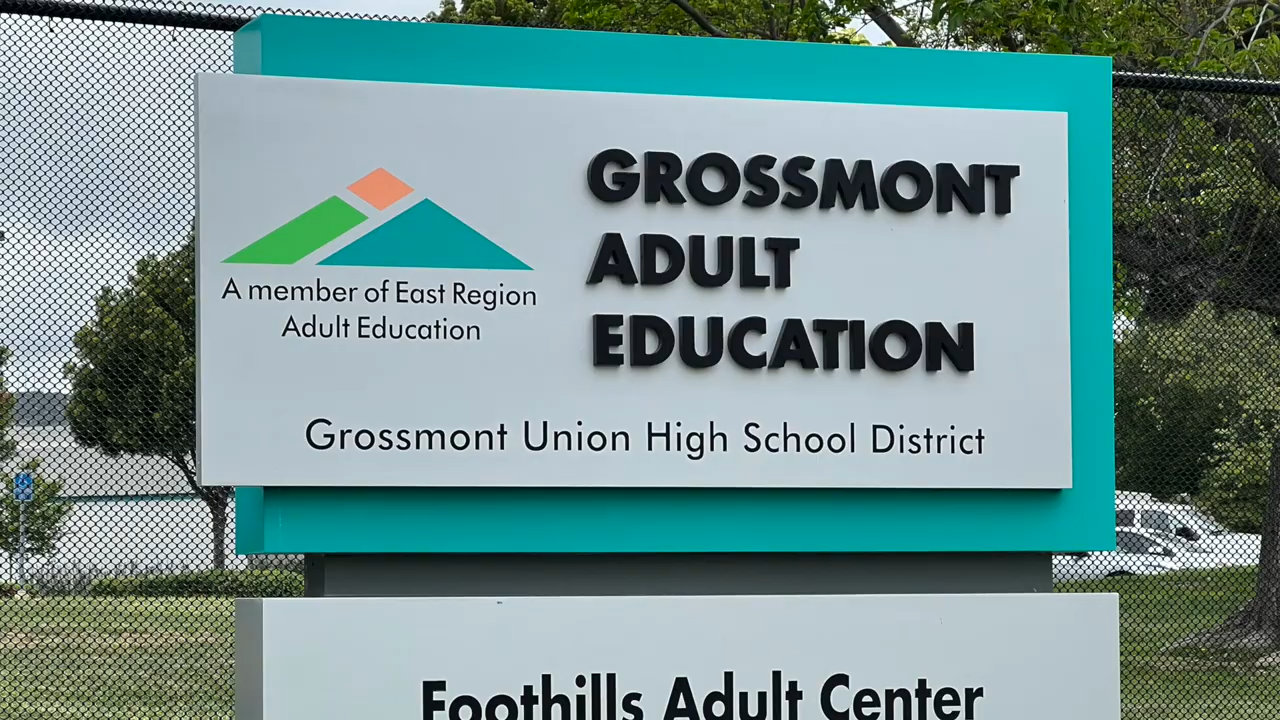 GROSSMONT
ADULT
EDUCATION
A member of East Region
Adult Education
Grossmont Union High School District
Foothills Adult Center